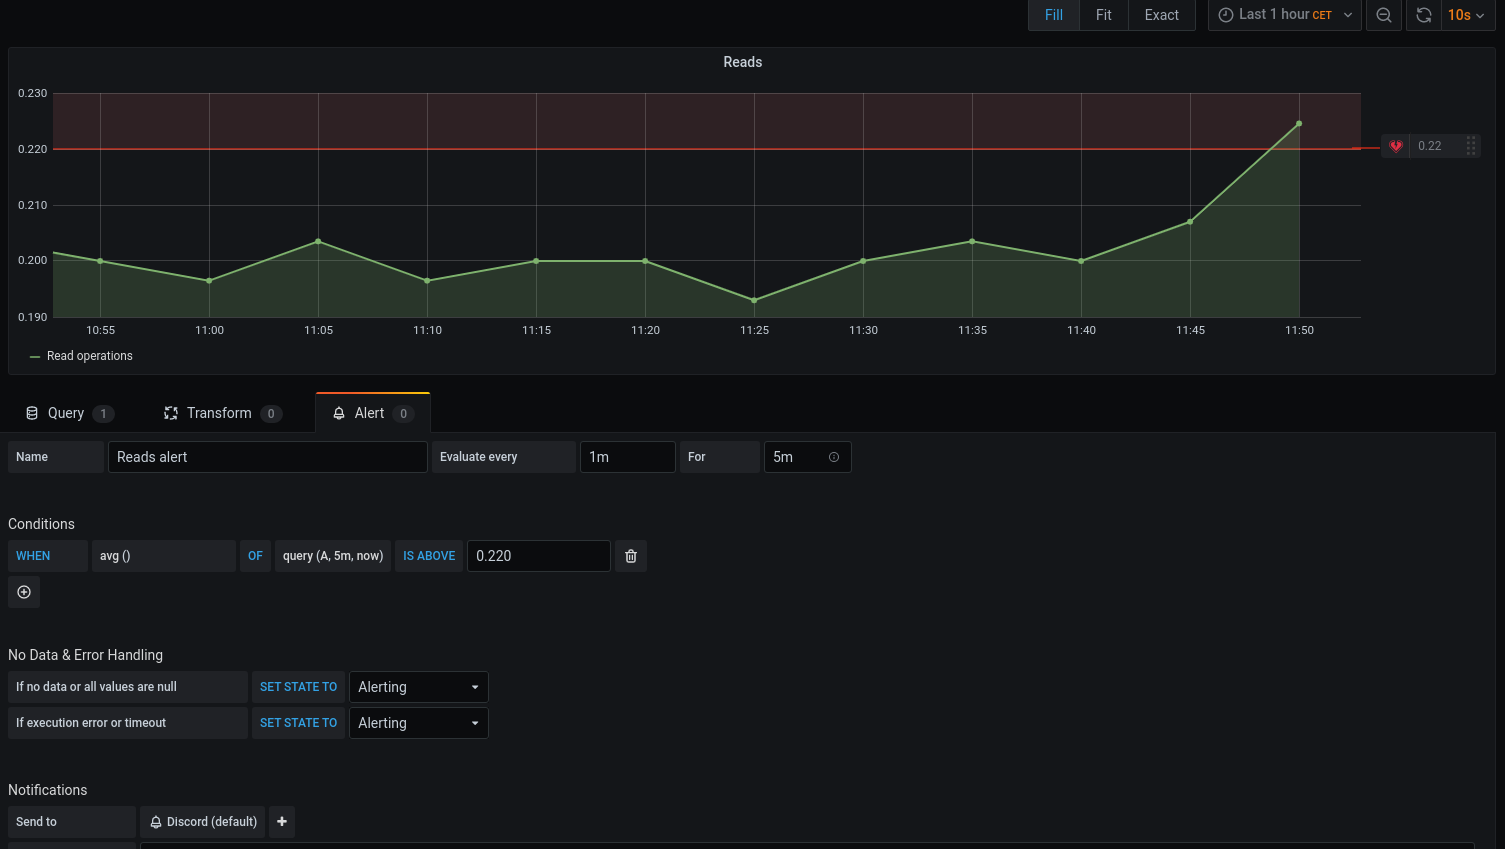 Fill Fit Exact Last 1 hour CET 10s
Reads
0.230
0.220
0.22
0.210
0.200
0.190
10:55 11:00 11:05 11:10 11:15 11:20 11:25 11:30 11:35 11:40 11:45 11:50
Read operations
Query 1 Transform 0 Alert 0
Name Reads alert Evaluate every 1m For 5m
Conditions
WHEN avg () OF query (A, 5m, now) IS ABOVE 0.220
No Data & Error Handling
If no data or all values are null SET STATE TO Alerting
If execution error or timeout SET STATE TO Alerting
Notifications
Send to Discord (default)